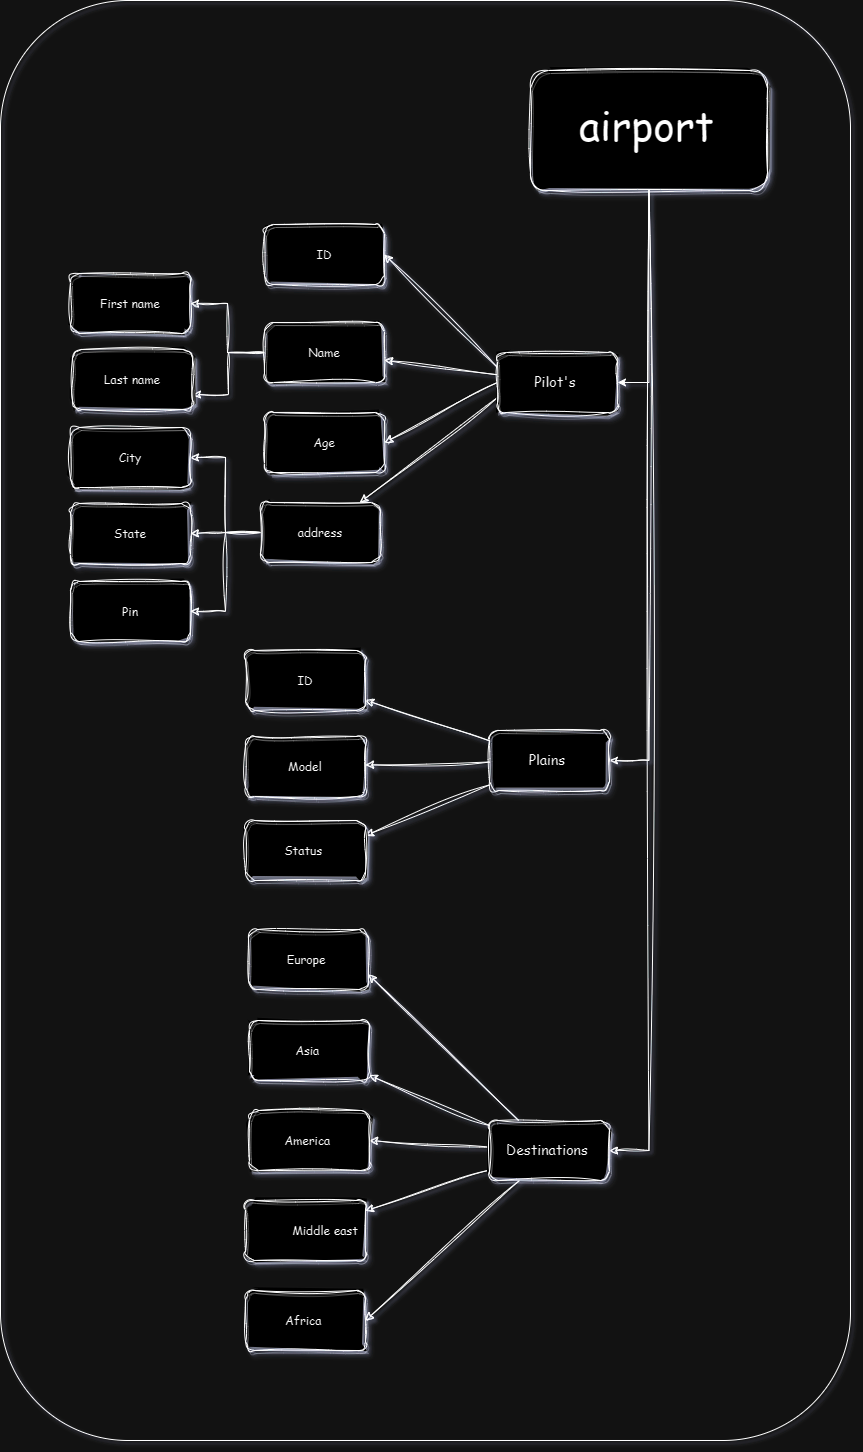 airport
Pilot's
ID
Name
First name
Last name
Age
address
City
State
Pin
Plains
ID
Model
Status
Destinations
Europe
Asia
America
Middle east
Africa